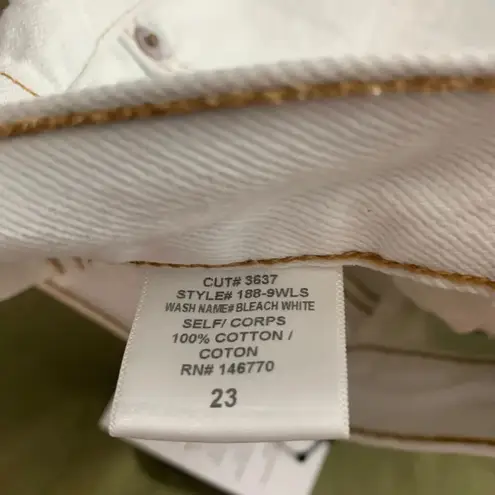 CUT# 3637
STYLE# 188-9WLS
WASH NAME# BLEACH WHITE
SELF/ CORPS
100% COTTON /
COTON
RN# 146770
23